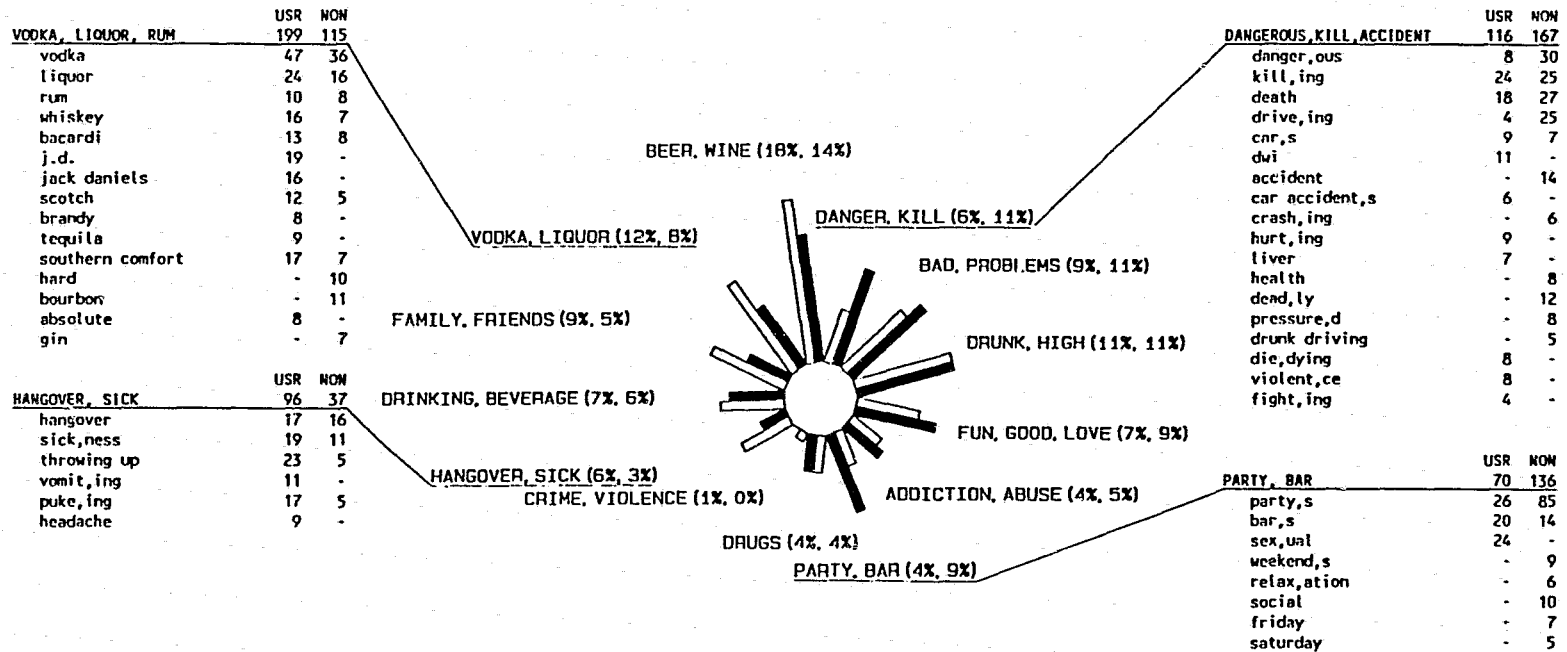 USR NON
VODKA, LIQUOR, RUM 199 115
vodka 47 36
liquor 24 16
rum 10 8
whiskey 16 7
bacardi 13 8
j.d. 19 -
jack daniels 16 -
scotch 12 5
brandy 8 -
tequila 9 -
southern comfort 17 7
hard - 10
bourbon - 11
absolute 8 -
gin - 7
USR NON
HANGOVER, SICK 96 37
hangover 17 16
sick,ness 19 11
throwing up 23 5
vomit,ing 11 -
puke,ing 17 5
headache 9 -
BEER, WINE (18%, 14%)
DANGER, KILL (6%, 11%)
VODKA, LIQUOR (12%, 8%)
BAD, PROBLEMS (9%, 11%)
FAMILY, FRIENDS (9%, 5%)
DRUNK, HIGH (11%, 11%)
DRINKING, BEVERAGE (7%, 6%)
FUN, GOOD, LOVE (7%, 9%)
HANGOVER, SICK (6%, 3%)
CRIME, VIOLENCE (1%, 0%)
ADDICTION, ABUSE (4%, 5%)
DRUGS (4%, 4%)
PARTY, BAR (4%, 9%)
USR NON
DANGEROUS,KILL,ACCIDENT 116 167
danger,ous 8 30
kill,ing 24 25
death 18 27
drive,ing 4 25
car,s 9 7
dwi 11 -
accident - 14
car accident,s 6 -
crash,ing - 6
hurt,ing 9 -
liver 7 -
health - 8
dead,ly - 12
pressure,d - 8
drunk driving - 5
die,dying 8 -
violent,ce 8 -
fight,ing 4 -
USR NON
PARTY, BAR 70 136
party,s 26 85
bar,s 20 14
sex,ual 24 -
weekend,s - 9
relax,ation - 6
social - 10
friday - 7
saturday - 5